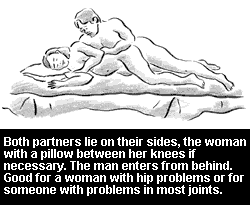 Both partners lie on their sides, the woman
with a pillow between her knees if
necessary. The man enters from behind.
Good for a woman with hip problems or for
someone with problems in most joints.